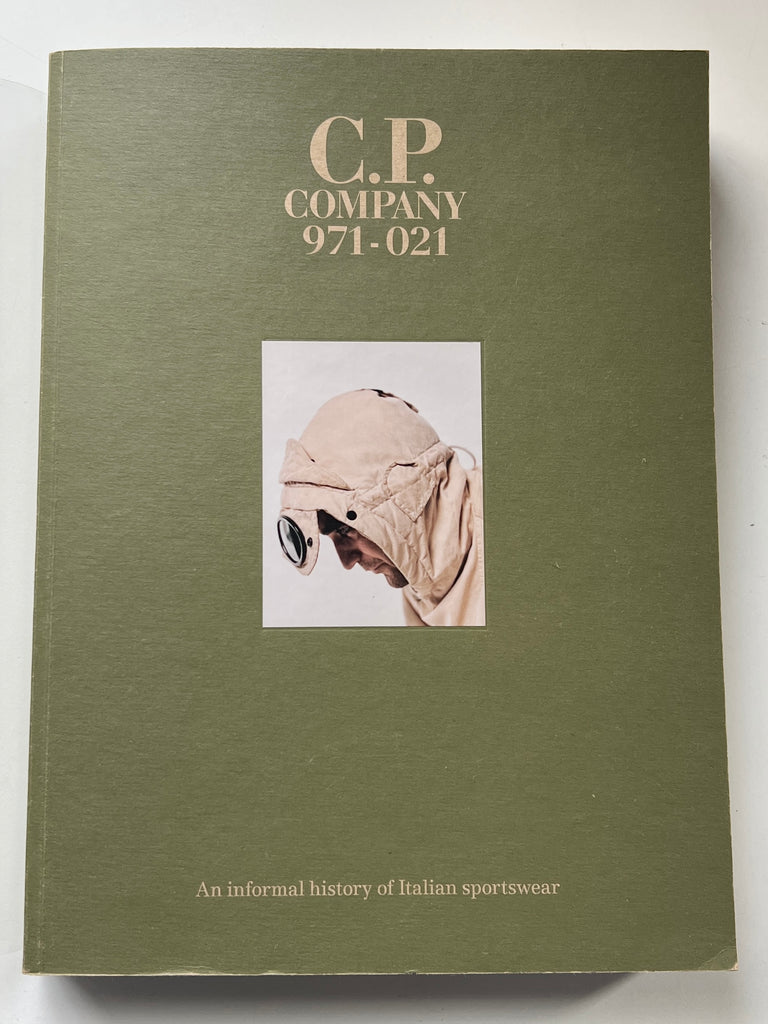 C.P.
COMPANY
971-021
An informal history of Italian sportswear